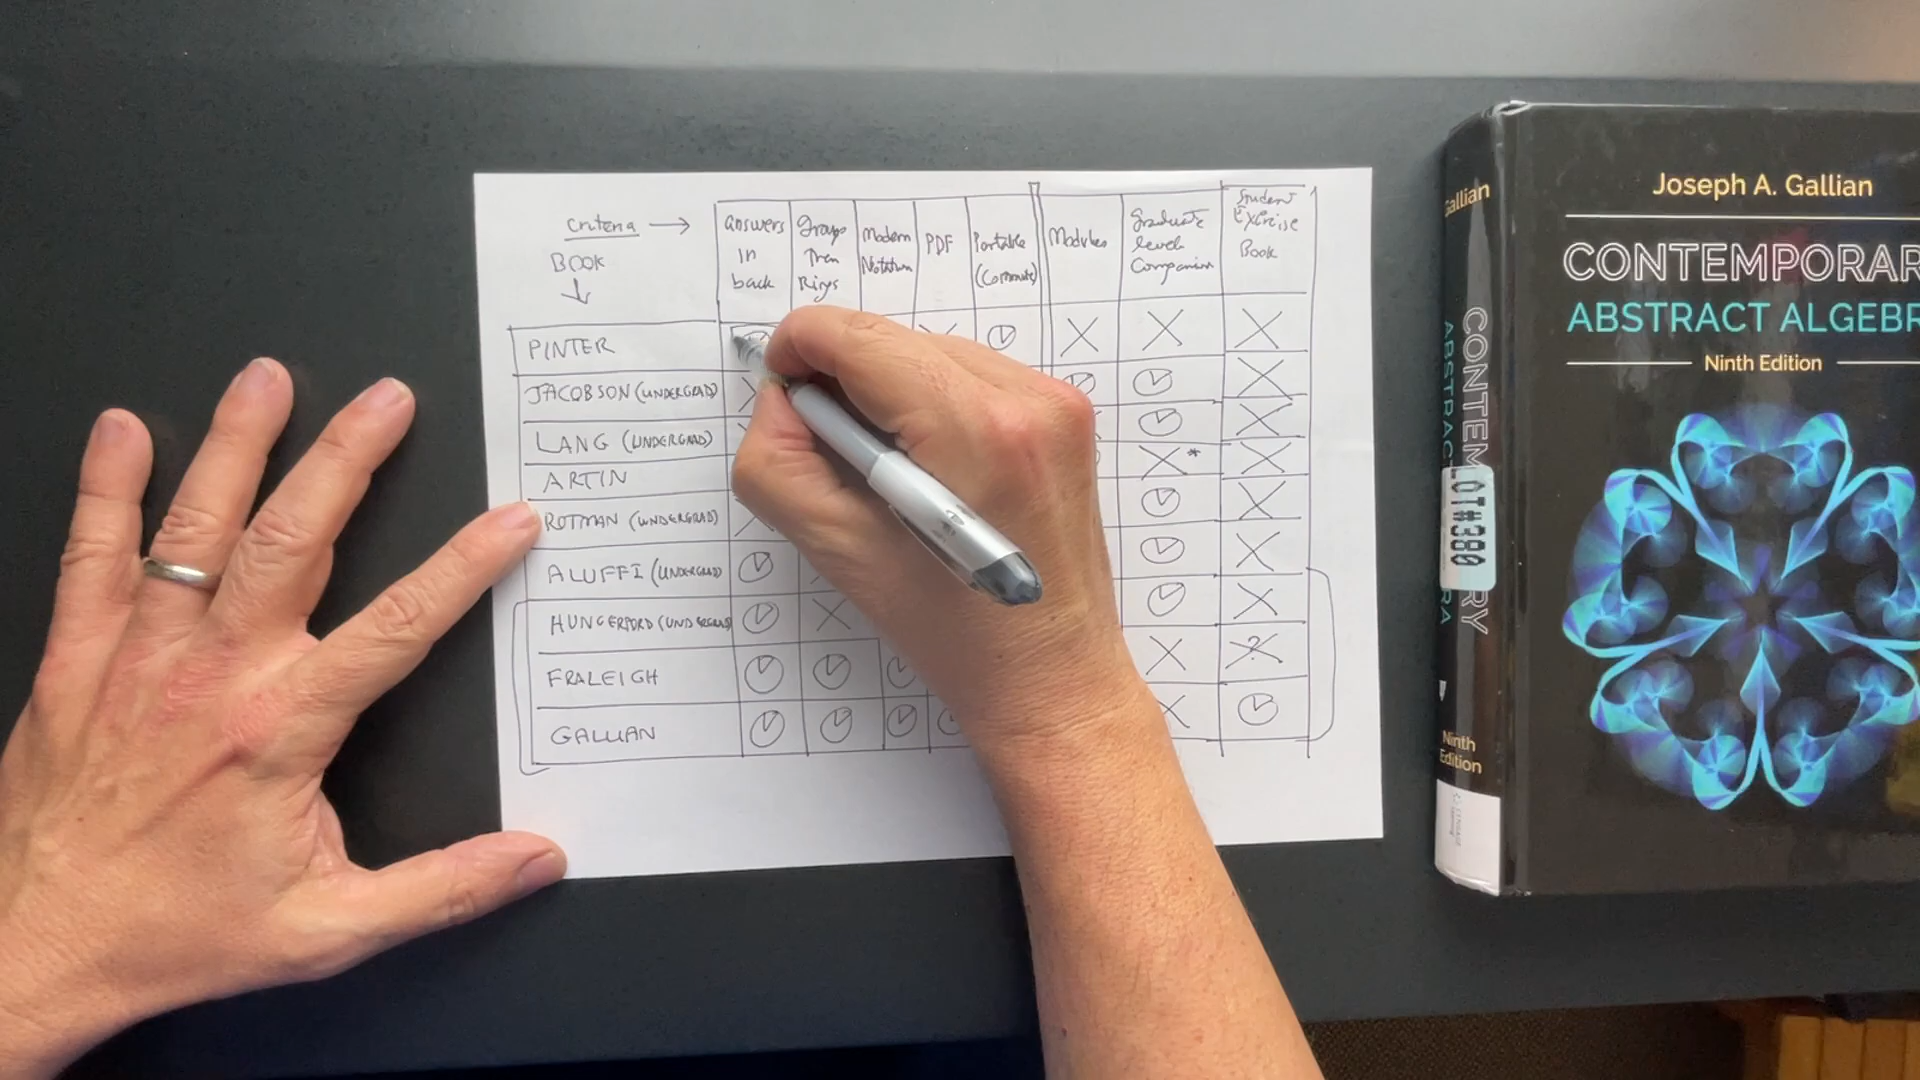 Criteria →
BOOK
↓
answers
in
back
Groups
Then
Rings
Modern
Notation
PDF
Portable
(Commute)
Modules
Graduate
level
Companion
Student
Exercise
Book
PINTER
JACOBSON (UNDERGRAD)
LANG (UNDERGRAD)
ARTIN
*
ROTMAN (UNDERGRAD)
ALUFFI (UNDERGRAD)
HUNGERFORD (UNDERGRAD)
FRALEIGH
?
GALLIAN
Gallian
CONTEMPORARY
ABSTRACT
RA
LOT#380
Ninth
Edition
Joseph A. Gallian
CONTEMPORAR
ABSTRACT ALGEBR
Ninth Edition